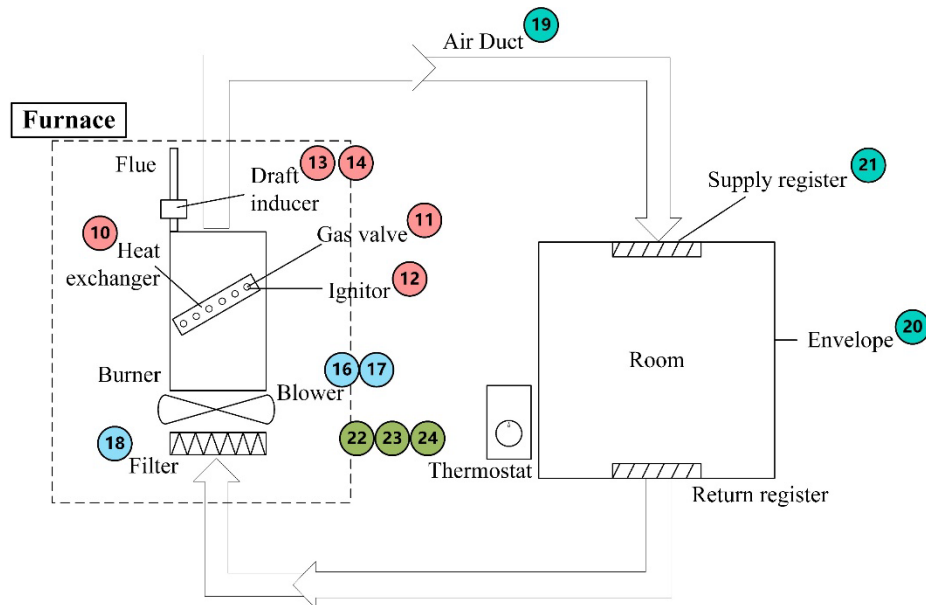 Air Duct 19
Furnace
Flue
Draft 13 14
inducer
Supply register 21
10 Heat
exchanger
Gas valve 11
Ignitor 12
Room
Envelope 20
Burner
Blower 16 17
18 Filter
22 23 24
Thermostat
Return register